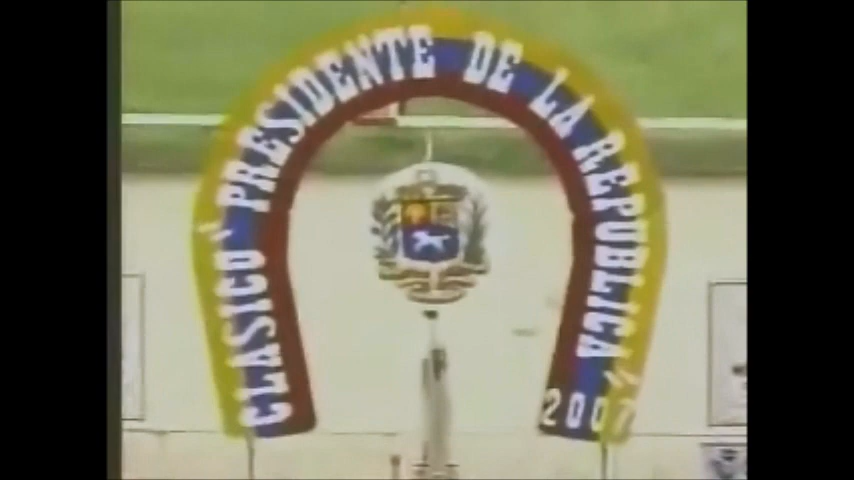 CLASICO "PRESIDENTE DE LA REPUBLICA"
2007